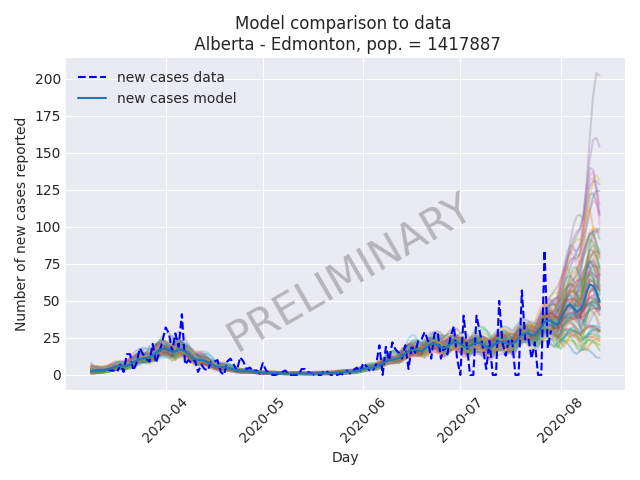 Model comparison to data
Alberta - Edmonton, pop. = 1417887
new cases data
new cases model
Number of new cases reported
200
175
150
125
100
75
50
25
0
PRELIMINARY
2020-04
2020-05
2020-06
2020-07
2020-08
Day